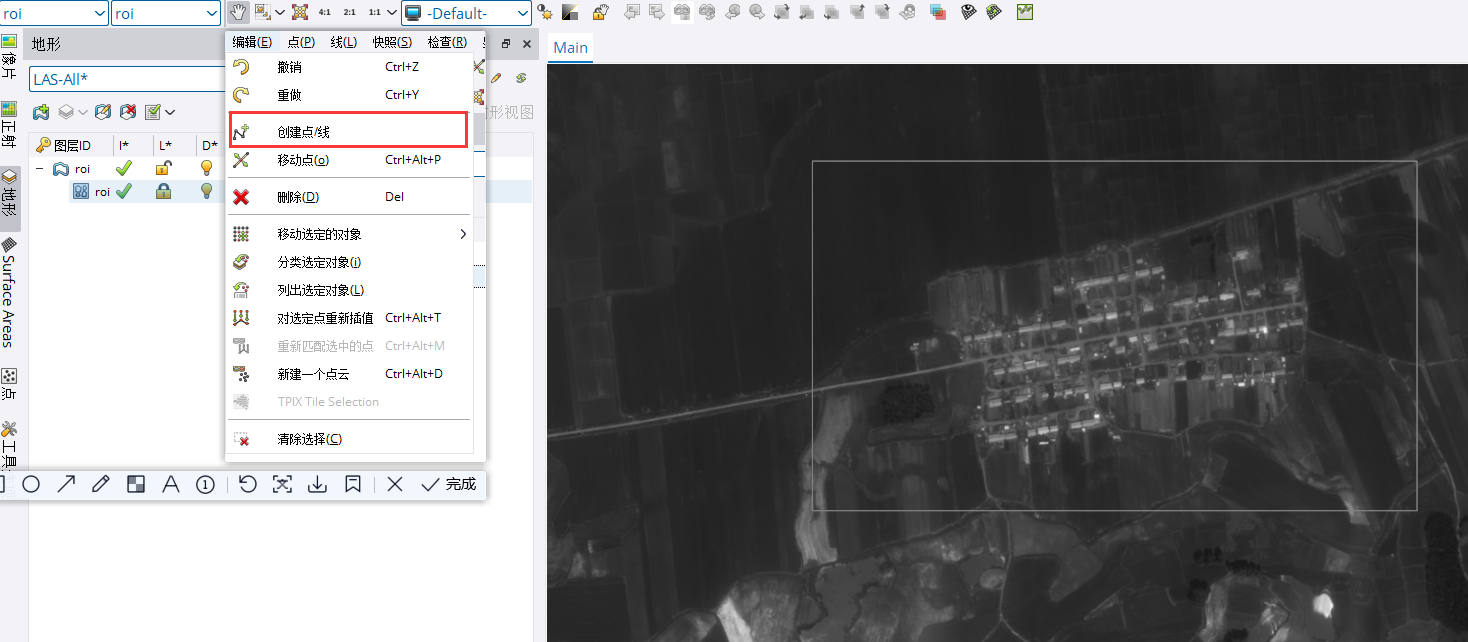 roi
roi
4:1
2:1
1:1
-Default-
像片
正射
地形
Surface Areas
点
工具
地形
LAS-All*
图层ID
I*
L*
D*
roi
roi
编辑(E)
点(P)
线(L)
快照(S)
检查(R)
撤销 Ctrl+Z
重做 Ctrl+Y
创建点/线
移动点(o) Ctrl+Alt+P
删除(D) Del
移动选定的对象
分类选定对象(i)
列出选定对象(L)
对选定点重新插值 Ctrl+Alt+T
重新匹配选中的点 Ctrl+Alt+M
新建一个点云 Ctrl+Alt+D
TPIX Tile Selection
清除选择(C)
形视图
完成
Main